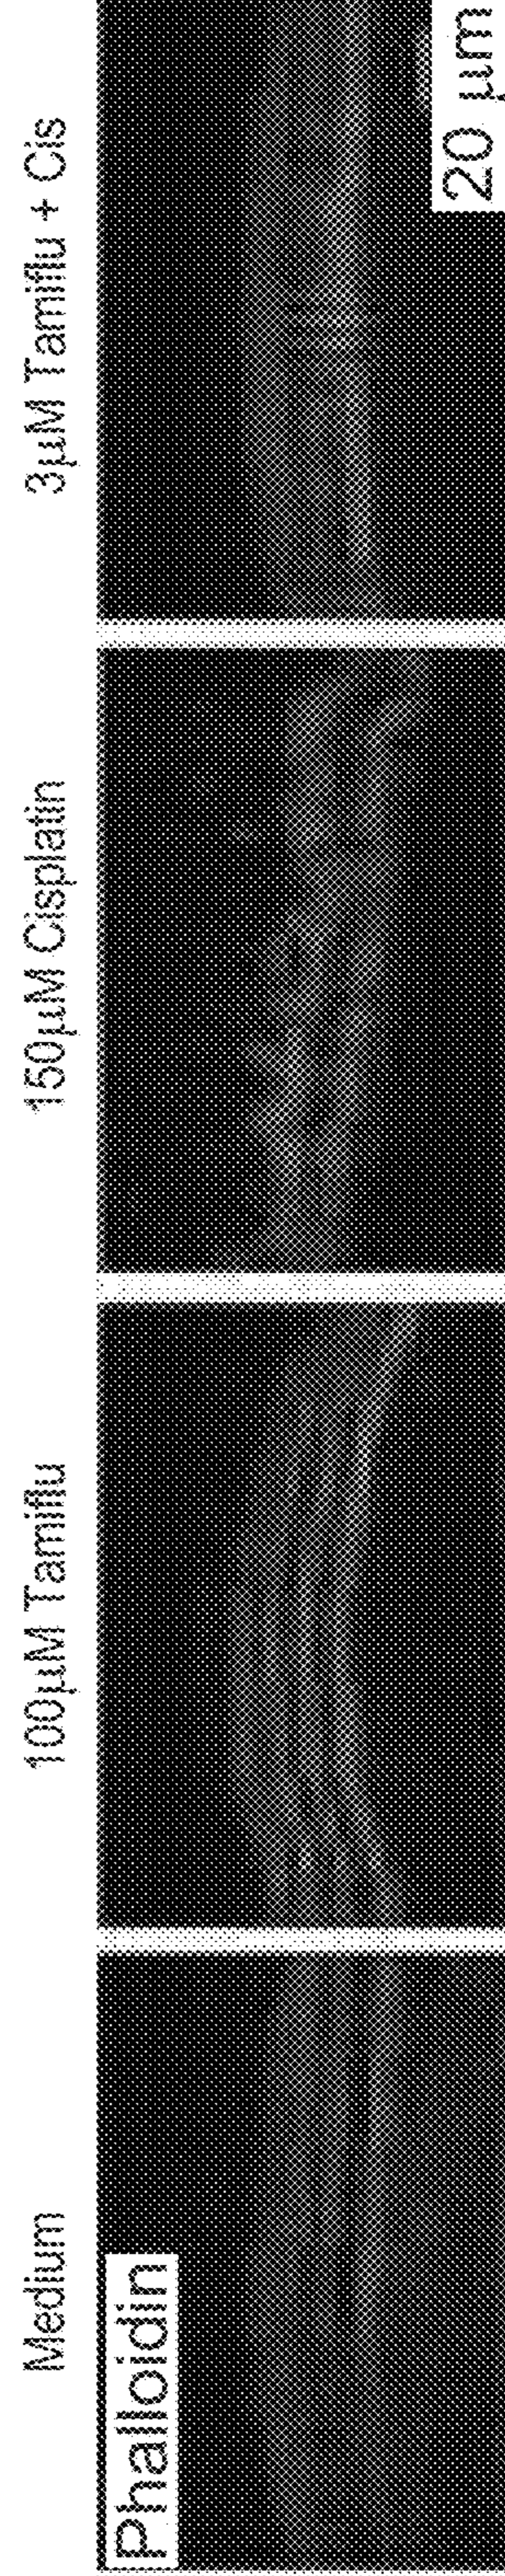 Medium
100µM Tamiflu
150µM Cisplatin
3µM Tamiflu + Cis
Phalloidin
20 µm